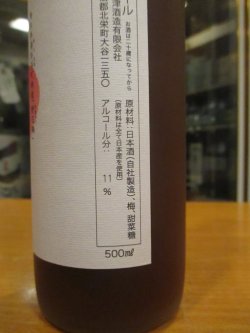 ール
お酒は二十歳になってから
津酒造有限会社
郡北栄町大谷一三五〇
原材料:日本酒(自社製造)、梅、甜菜糖
(原材料は全て日本産を使用)
アルコール分:11%
500㎖